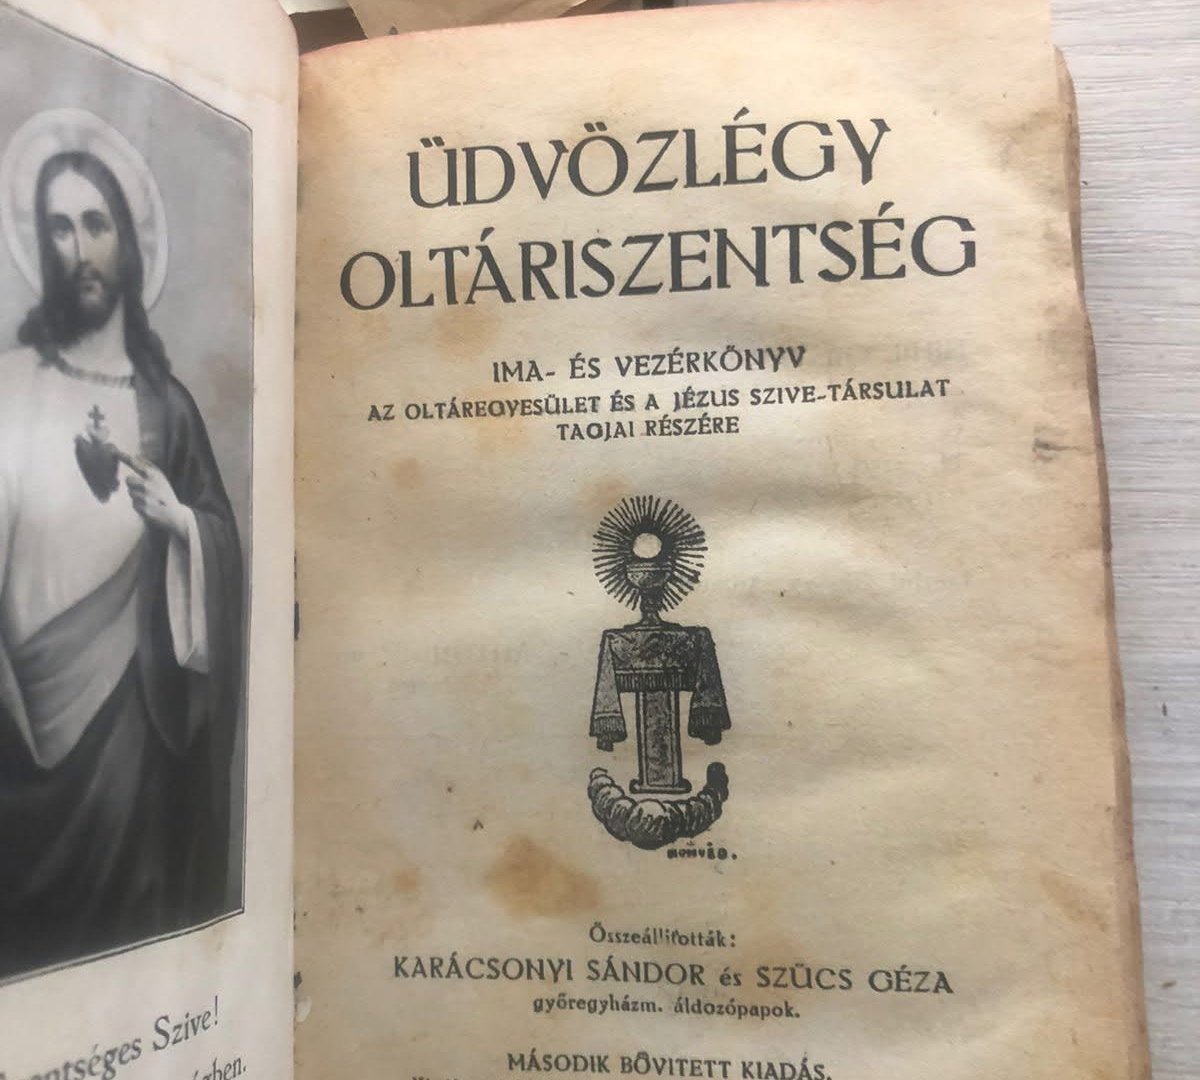 Szive!
ÜDVÖZLÉGY
OLTÁRISZENTSÉG
IMA- ÉS VEZÉRKÖNYV
AZ OLTÁREGYESÜLET ÉS A JÉZUS SZIVE-TÁRSULAT
TAGJAI RÉSZÉRE
Összeállították:
KARÁCSONYI SÁNDOR és SZÜCS GÉZA
győregyházm. áldozópapok.
MÁSODIK BŐVITETT KIADÁS.